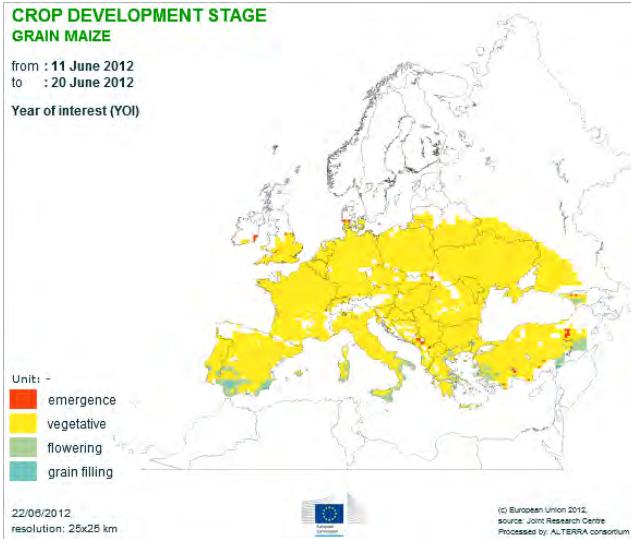 CROP DEVELOPMENT STAGE
GRAIN MAIZE
from : 11 June 2012
to : 20 June 2012
Year of interest (YOI)
Unit: -
emergence
vegetative
flowering
grain filling
22/06/2012
resolution: 25x25 km
European
Commission
(c) European Union 2012,
source: Joint Research Centre
Processed by: ALTERRA consortium